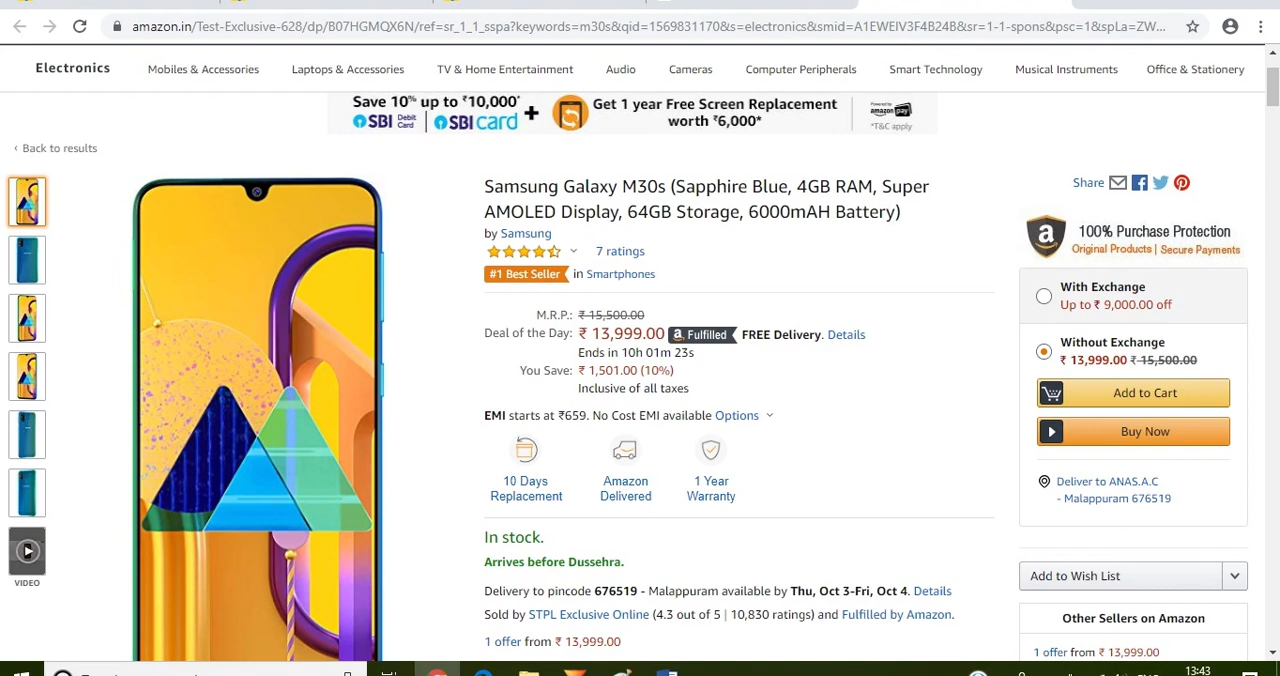 amazon.in/Test-Exclusive-628/dp/B07HGMQX6N/ref=sr_1_1_sspa?keywords=m30s&qid=1569831170&s=electronics&smid=A1EWEIV3F4B24B&sr=1-1-spons&psc=1&spLa=ZW...
Electronics Mobiles & Accessories Laptops & Accessories TV & Home Entertainment Audio Cameras Computer Peripherals Smart Technology Musical Instruments Office & Stationery
Save 10% up to ₹10,000* + Get 1 year Free Screen Replacement Powered by
SBI Debit Card | SBI card worth ₹6,000* amazon pay
*T&C apply
‹ Back to results
Share
Samsung Galaxy M30s (Sapphire Blue, 4GB RAM, Super
AMOLED Display, 64GB Storage, 6000mAH Battery)
by Samsung
7 ratings
#1 Best Seller in Smartphones
M.R.P.: ₹ 15,500.00
Deal of the Day: ₹ 13,999.00 a Fulfilled FREE Delivery. Details
Ends in 10h 01m 23s
You Save: ₹ 1,501.00 (10%)
Inclusive of all taxes
EMI starts at ₹659. No Cost EMI available Options
10 Days Replacement
Amazon Delivered
1 Year Warranty
In stock.
Arrives before Dussehra.
Delivery to pincode 676519 - Malappuram available by Thu, Oct 3-Fri, Oct 4. Details
Sold by STPL Exclusive Online (4.3 out of 5 | 10,830 ratings) and Fulfilled by Amazon.
1 offer from ₹ 13,999.00
VIDEO
a 100% Purchase Protection
Original Products | Secure Payments
With Exchange
Up to ₹ 9,000.00 off
Without Exchange
₹ 13,999.00 ₹ 15,500.00
Add to Cart
Buy Now
Deliver to ANAS.A.C
- Malappuram 676519
Add to Wish List
Other Sellers on Amazon
1 offer from ₹ 13,999.00
13:43